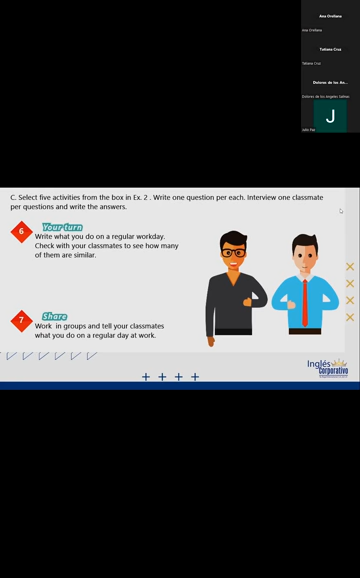 Ana Orellana
Ana Orellana
Tatiana Cruz
Tatiana Cruz
Dolores de los An...
Dolores de los Angeles Salinas
J
Julio Paz
C. Select five activities from the box in Ex. 2 . Write one question per each. Interview one classmate
per questions and write the answers.
6
Your turn
Write what you do on a regular workday.
Check with your classmates to see how many
of them are similar.
7
Share
Work in groups and tell your classmates
what you do on a regular day at work.
Inglés
Corporativo